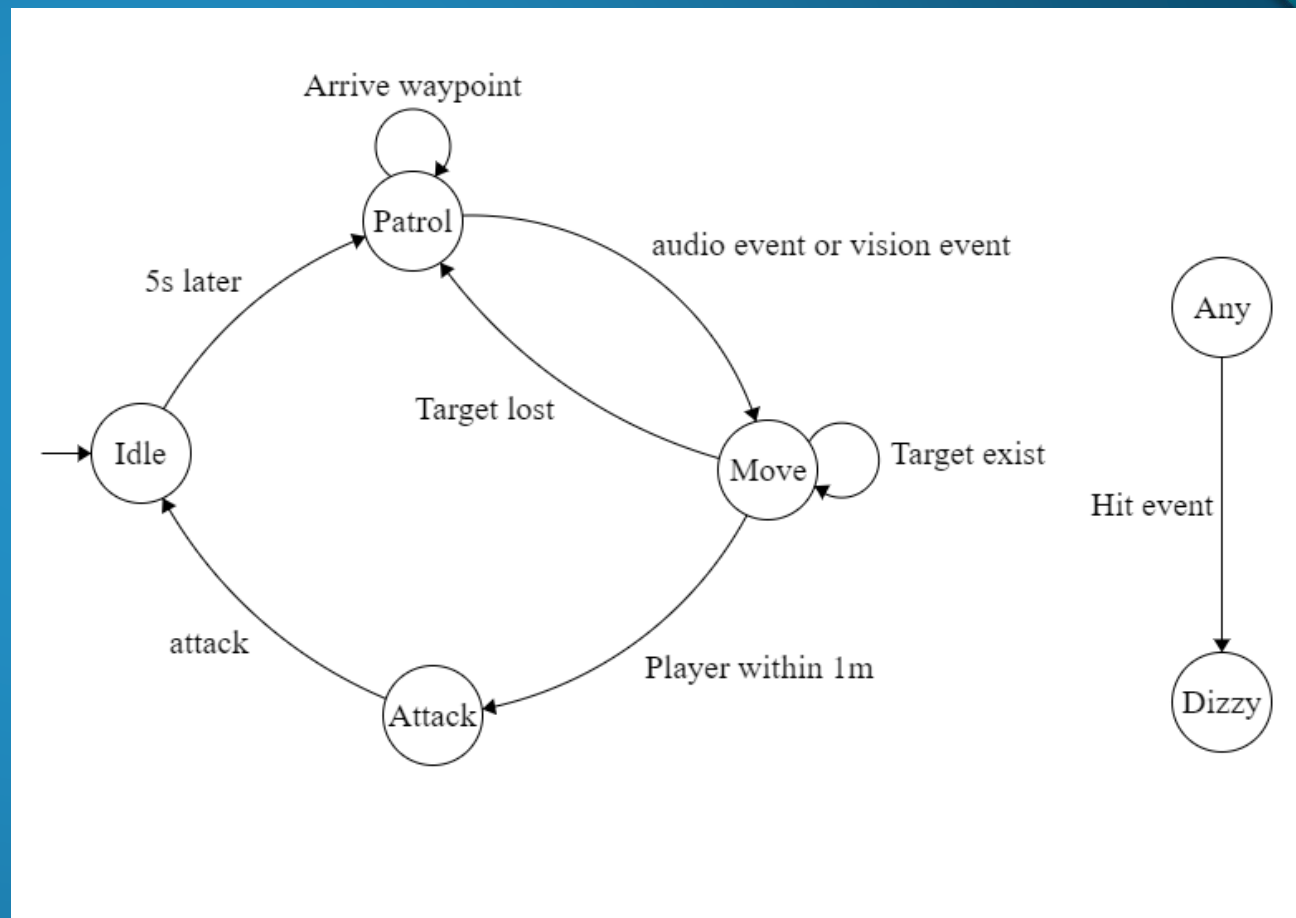 Arrive waypoint
Patrol
audio event or vision event
5s later
Any
Target lost
Idle
Move
Target exist
Hit event
attack
Player within 1m
Attack
Dizzy